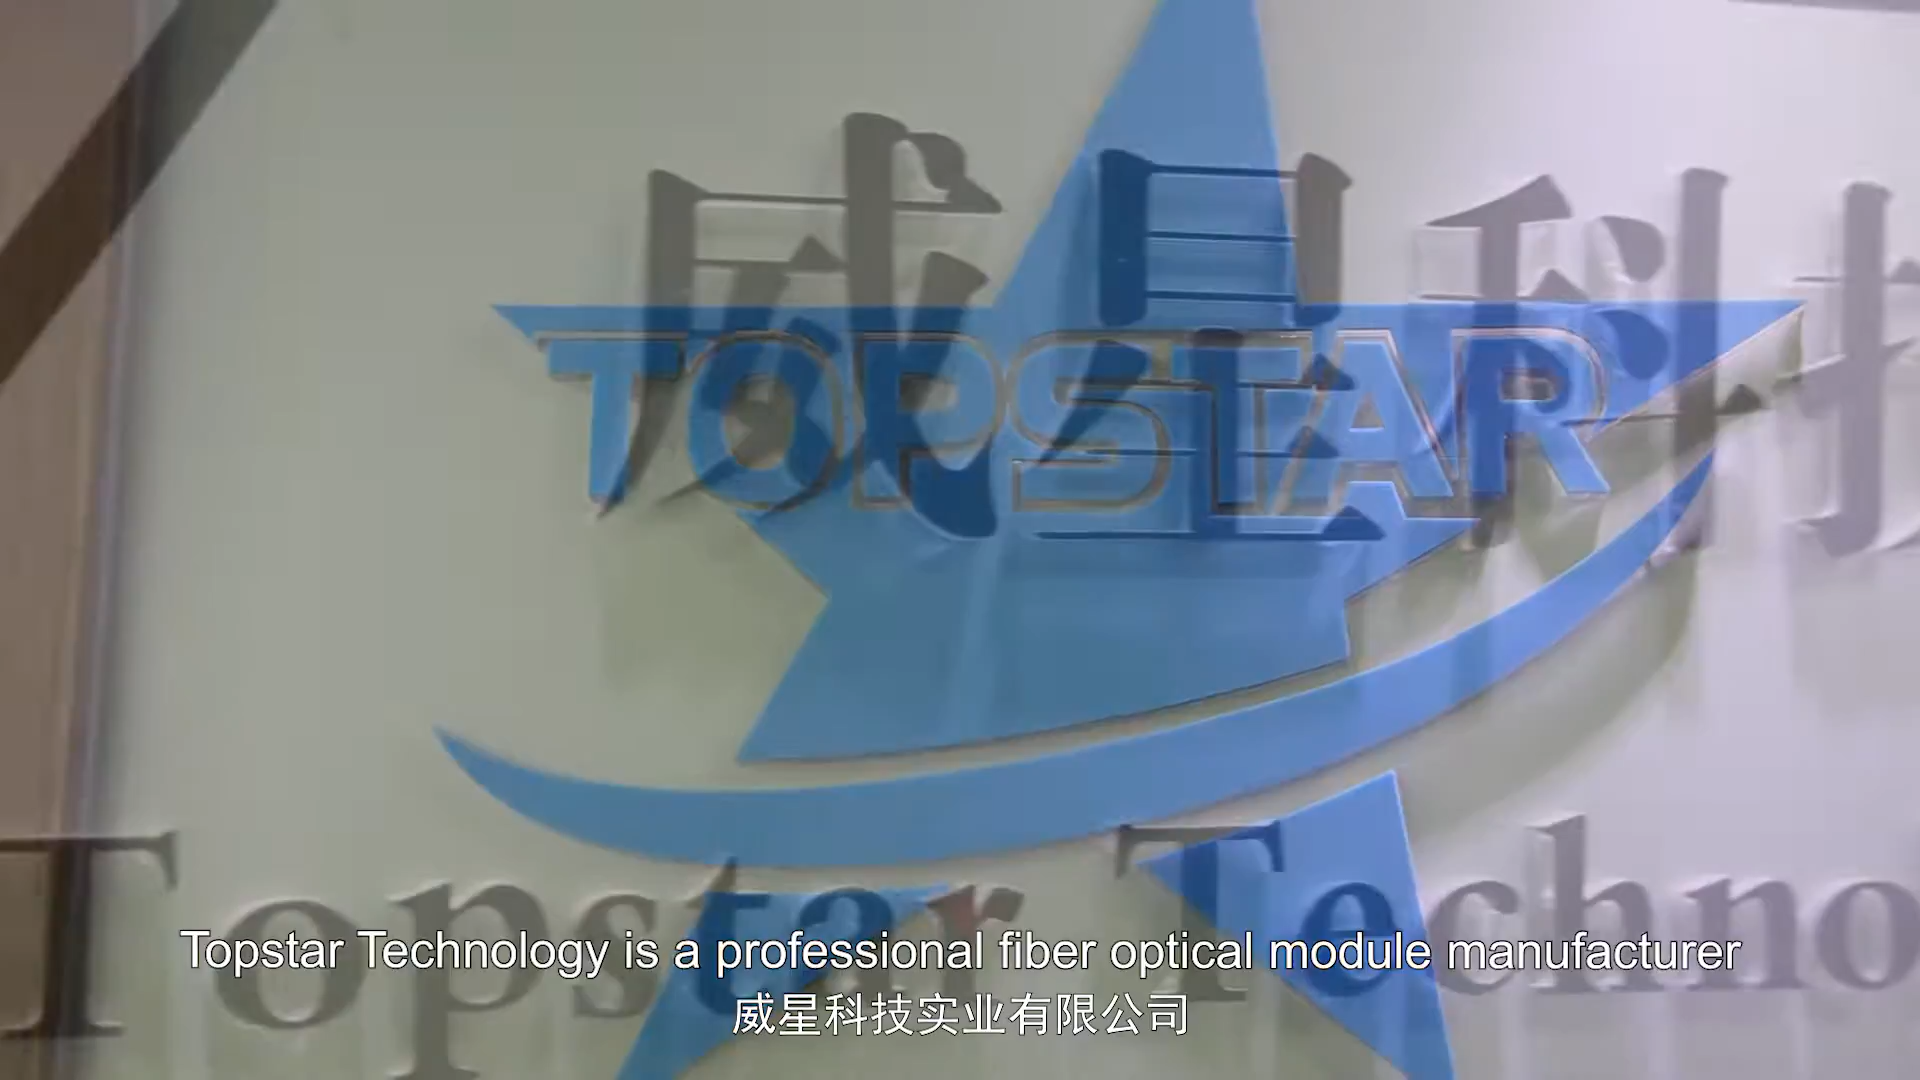 威星科技
TOPSTAR
Topstar Techno
Topstar Technology is a professional fiber optical module manufacturer
威星科技实业有限公司